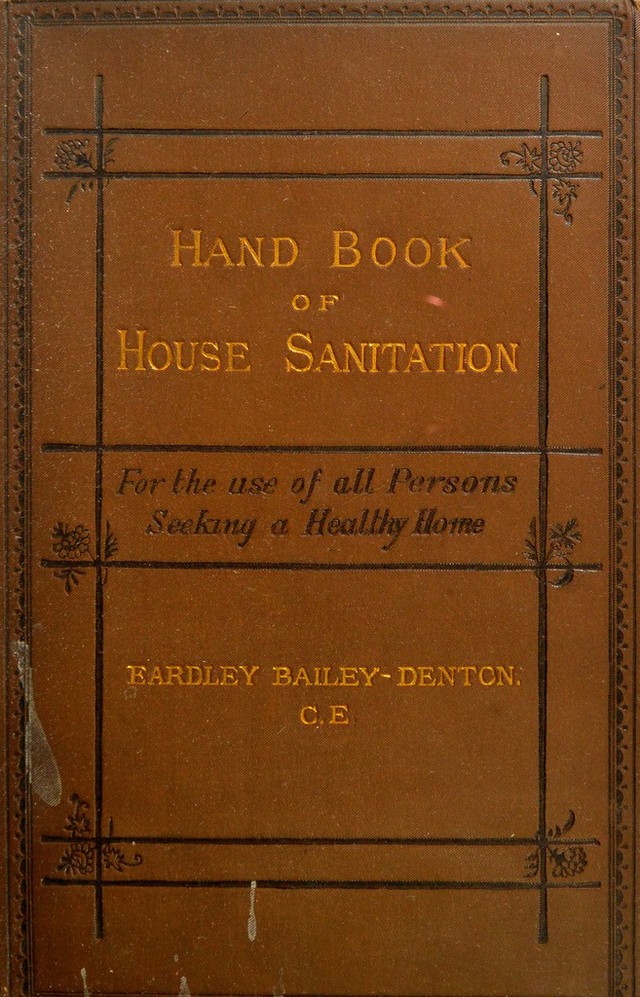 HAND BOOK
OF
HOUSE SANITATION
For the use of all Persons
Seeking a Healthy Home
EARDLEY BAILEY-DENTON.
C.E